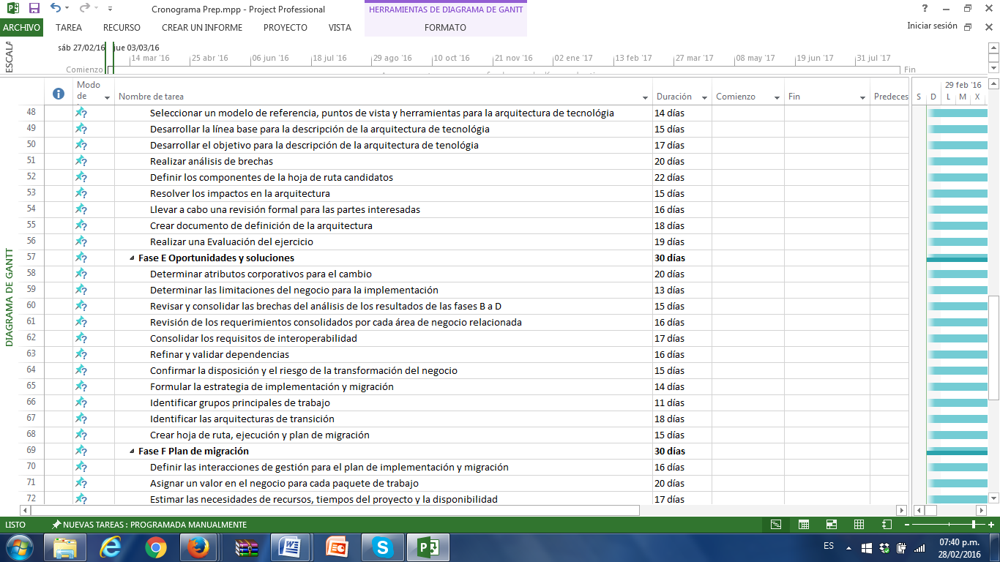 Cronograma Prep.mpp - Project Professional
HERRAMIENTAS DE DIAGRAMA DE GANTT
?
ARCHIVO TAREA RECURSO CREAR UN INFORME PROYECTO VISTA FORMATO Iniciar sesión
ESCALA
sáb 27/02/16 jue 03/03/16
14 mar '16 25 abr '16 06 jun '16 18 jul '16 29 ago '16 10 oct '16 21 nov '16 02 ene '17 13 feb '17 27 mar '17 08 may '17 19 jun '17 31 jul '17
Comienzo Fin
Modo de Nombre de tarea Duración Comienzo Fin Predeces 29 feb '16
S D L M X
DIAGRAMA DE GANTT
48 Seleccionar un modelo de referencia, puntos de vista y herramientas para la arquitectura de tecnológia 14 días
49 Desarrollar la línea base para la descripción de la arquitectura de tecnológia 15 días
50 Desarrollar el objetivo para la descripción de la arquitectura de tenológia 17 días
51 Realizar análisis de brechas 20 días
52 Definir los componentes de la hoja de ruta candidatos 22 días
53 Resolver los impactos en la arquitectura 15 días
54 Llevar a cabo una revisión formal para las partes interesadas 16 días
55 Crear documento de definición de la arquitectura 18 días
56 Realizar una Evaluación del ejercicio 19 días
57 Fase E Oportunidades y soluciones 30 días
58 Determinar atributos corporativos para el cambio 20 días
59 Determinar las limitaciones del negocio para la implementación 13 días
60 Revisar y consolidar las brechas del análisis de los resultados de las fases B a D 15 días
61 Revisión de los requerimientos consolidados por cada área de negocio relacionada 16 días
62 Consolidar los requisitos de interoperabilidad 17 días
63 Refinar y validar dependencias 16 días
64 Confirmar la disposición y el riesgo de la transformación del negocio 15 días
65 Formular la estrategia de implementación y migración 14 días
66 Identificar grupos principales de trabajo 11 días
67 Identificar las arquitecturas de transición 18 días
68 Crear hoja de ruta, ejecución y plan de migración 15 días
69 Fase F Plan de migración 30 días
70 Definir las interacciones de gestión para el plan de implementación y migración 16 días
71 Asignar un valor en el negocio para cada paquete de trabajo 20 días
72 Estimar las necesidades de recursos, tiempos del proyecto y la disponibilidad 17 días
LISTO NUEVAS TAREAS : PROGRAMADA MANUALMENTE
ES
07:40 p.m.
28/02/2016